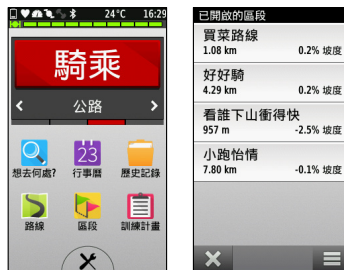 24°C 16:29
騎乘
公路
23
想去何處? 行事曆 歷史記錄
路線 區段 訓練計畫
已開啟的區段
買菜路線
1.08 km 0.2% 坡度
好好騎
4.29 km 0.2% 坡度
看誰下山衝得快
957 m -2.5% 坡度
小跑怡情
7.80 km -0.1% 坡度